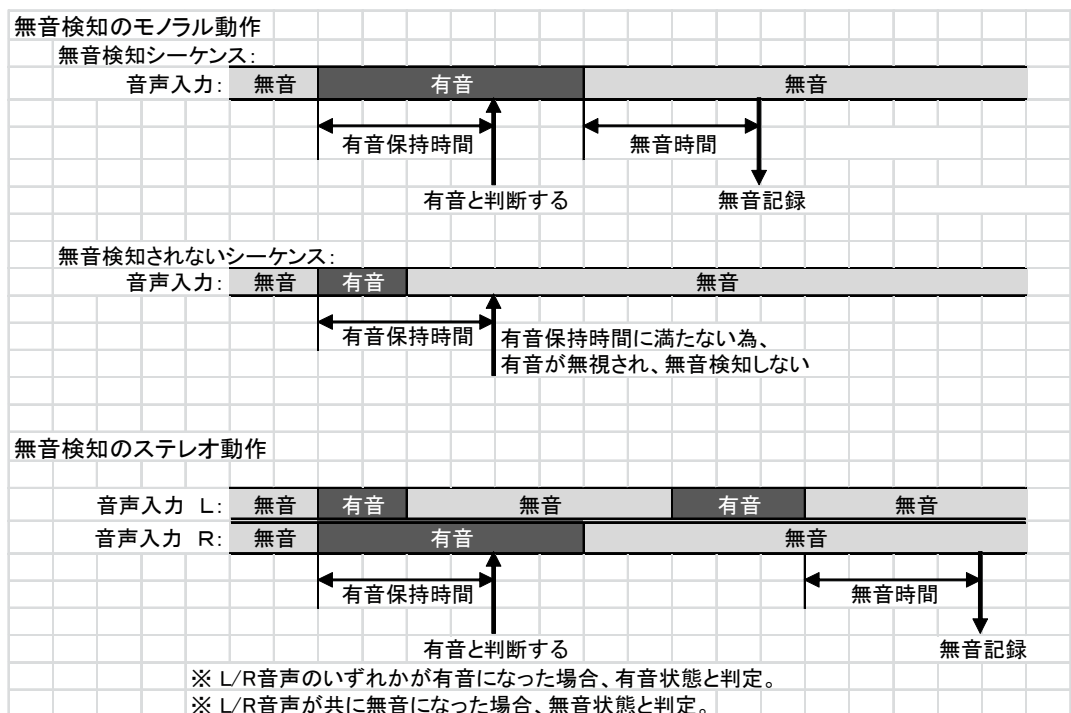 無音検知のモノラル動作
無音検知シーケンス:
音声入力: 無音 有音 無音
有音保持時間 無音時間
有音と判断する 無音記録
無音検知されないシーケンス:
音声入力: 無音 有音 無音
有音保持時間 有音保持時間に満たない為、
有音が無視され、無音検知しない
無音検知のステレオ動作
音声入力 L: 無音 有音 無音 有音 無音
音声入力 R: 無音 有音 無音
有音保持時間 無音時間
有音と判断する 無音記録
※ L/R音声のいずれかが有音になった場合、有音状態と判定。
※ L/R音声が共に無音になった場合、無音状態と判定。